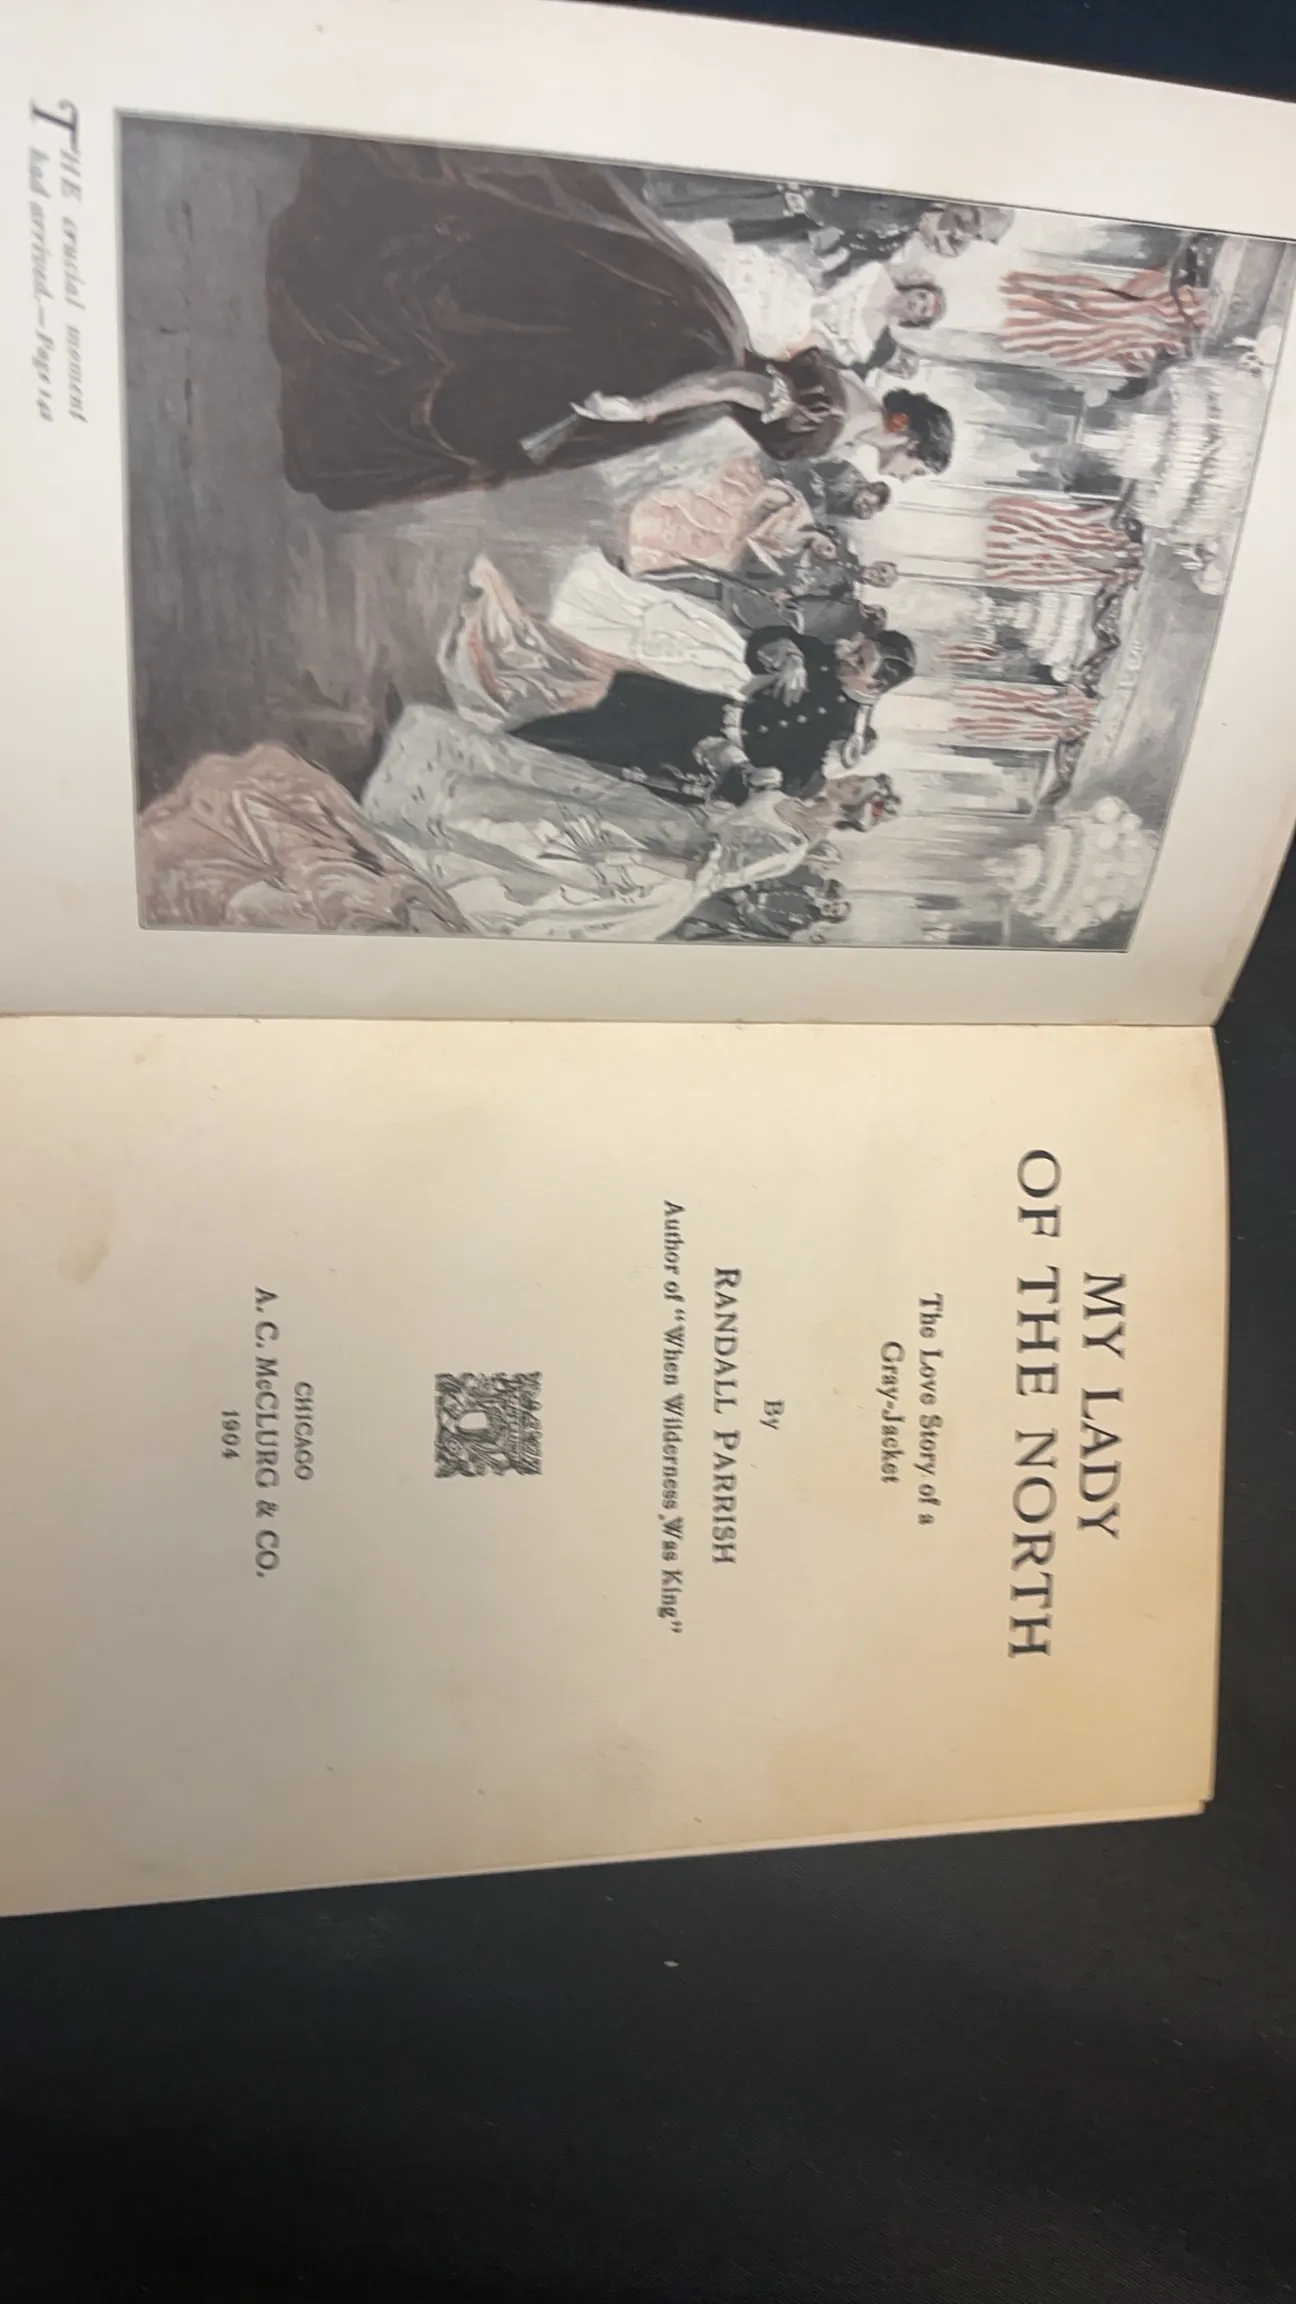 THE crucial moment
had arrived.—Page 148
MY LADY
OF THE NORTH
The Love Story of a
Gray-Jacket
By
RANDALL PARRISH
Author of "When Wilderness Was King"
CHICAGO
A. C. McCLURG & CO.
1904